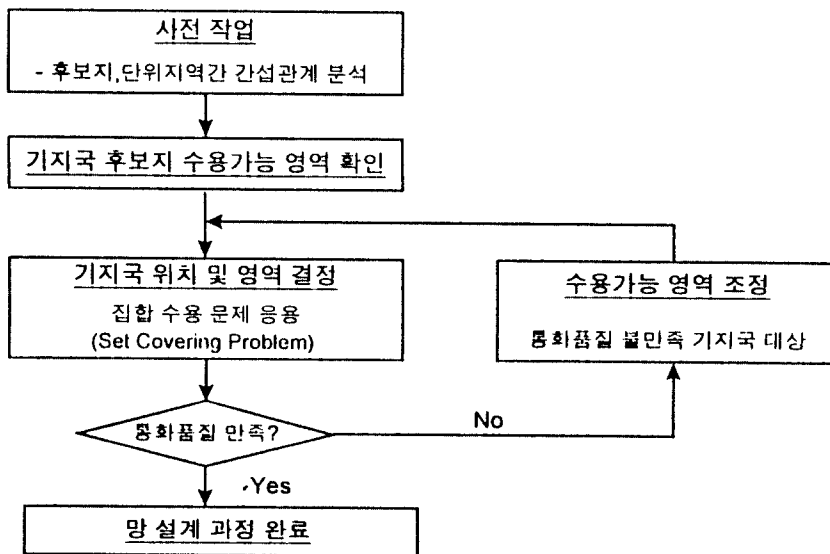 사전 작업
- 후보지,단위지역간 간섭관계 분석
기지국 후보지 수용가능 영역 확인
기지국 위치 및 영역 결정
집합 수용 문제 응용
(Set Covering Problem)
수용가능 영역 조정
통화품질 불만족 기지국 대상
통화품질 만족?
No
Yes
망 설계 과정 완료